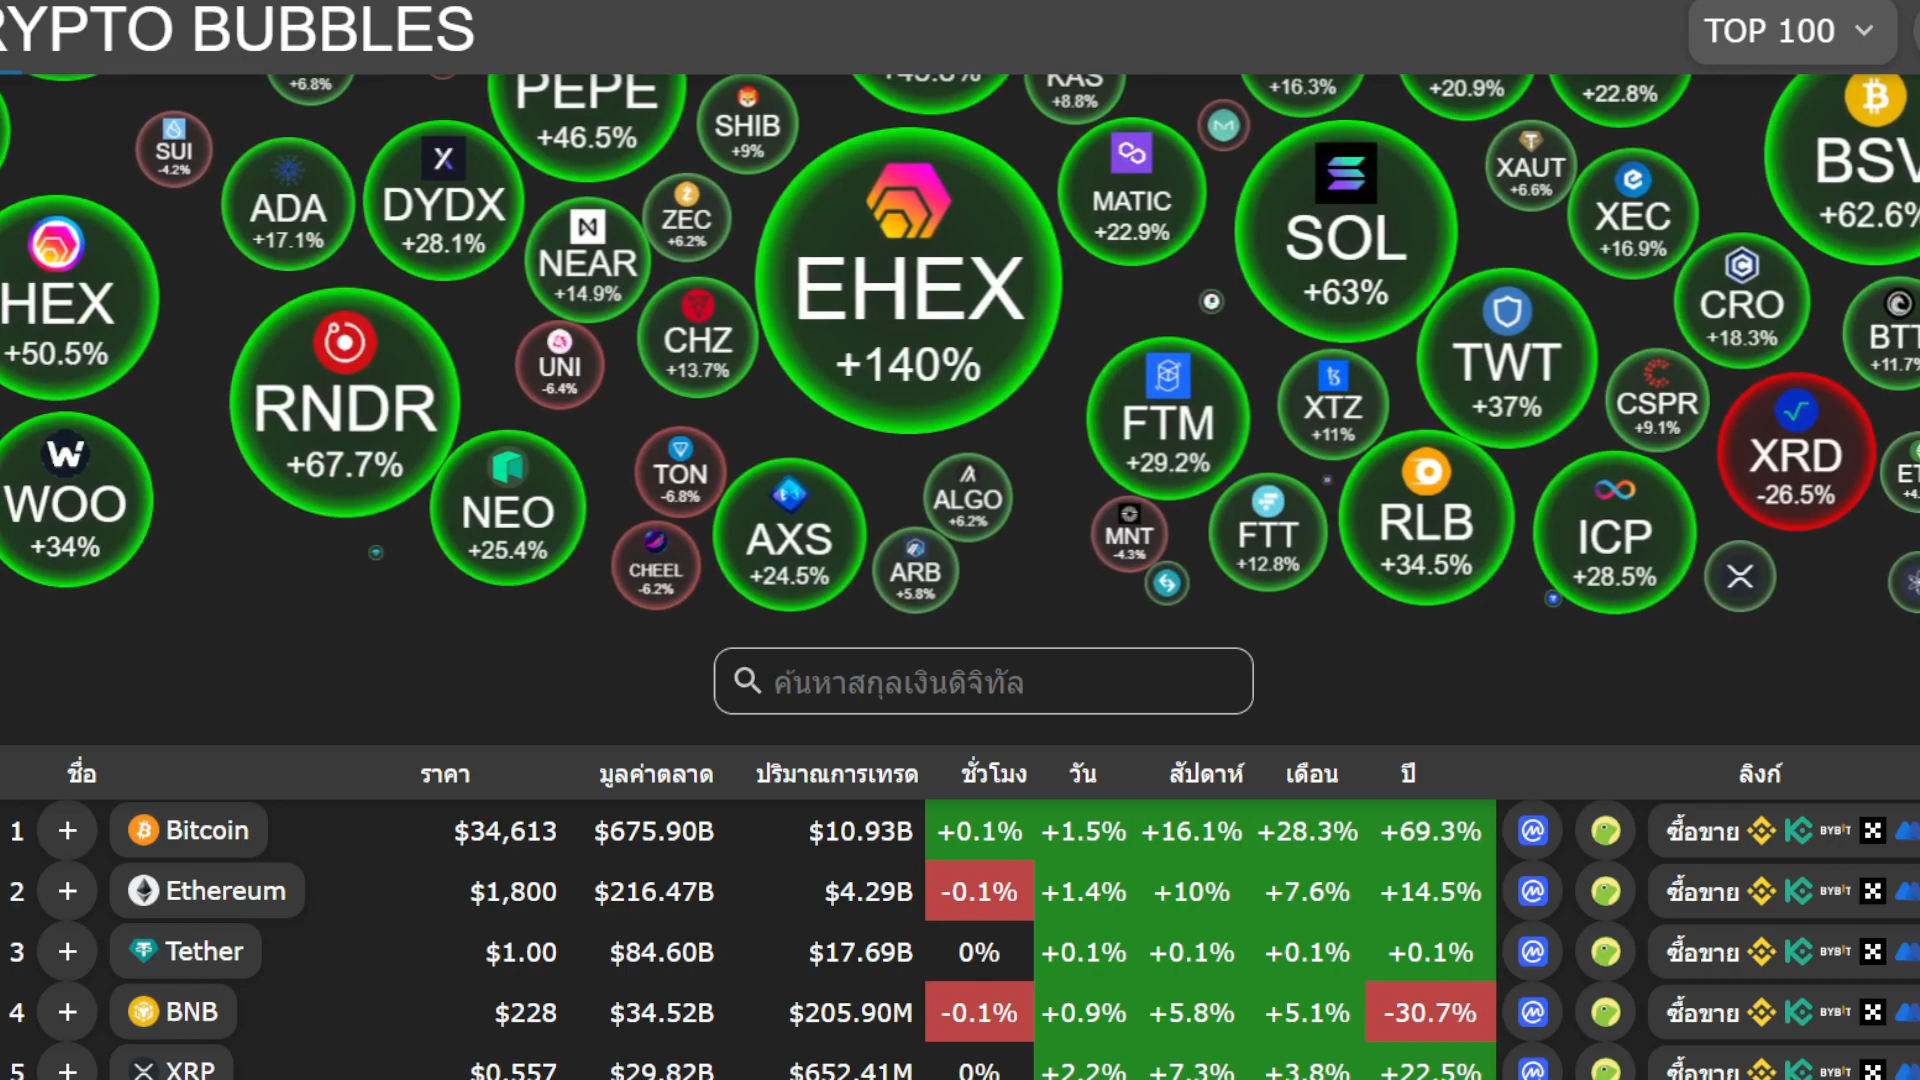 RYPTO BUBBLES
TOP 100
+6.8%
PEPE
+46.5%
SHIB
+9%
KAS
+8.8%
+16.3%
+20.9%
+22.8%
BSV
+62.6%
SUI
-4.2%
ADA
+17.1%
DYDX
+28.1%
ZEC
+6.2%
NEAR
+14.9%
EHEX
+140%
MATIC
+22.9%
SOL
+63%
XAUT
+6.6%
XEC
+16.9%
HEX
+50.5%
CHZ
+13.7%
UNI
-6.4%
CRO
+18.3%
BTT
+11.7%
RNDR
+67.7%
TWT
+37%
FTM
+29.2%
XTZ
+11%
CSPR
+9.1%
XRD
-26.5%
WOO
+34%
NEO
+25.4%
TON
-6.8%
AXS
+24.5%
ALGO
+6.2%
CHEEL
-6.2%
ARB
+5.8%
MNT
-4.3%
FTT
+12.8%
RLB
+34.5%
ICP
+28.5%
ค้นหาสกุลเงินดิจิทัล
ชื่อ ราคา มูลค่าตลาด ปริมาณการเทรด ชั่วโมง วัน สัปดาห์ เดือน ปี ลิงก์
1 + Bitcoin $34,613 $675.90B $10.93B +0.1% +1.5% +16.1% +28.3% +69.3% ซื้อขาย BYBIT
2 + Ethereum $1,800 $216.47B $4.29B -0.1% +1.4% +10% +7.6% +14.5% ซื้อขาย BYBIT
3 + Tether $1.00 $84.60B $17.69B 0% +0.1% +0.1% +0.1% +0.1% ซื้อขาย BYBIT
4 + BNB $228 $34.52B $205.90M -0.1% +0.9% +5.8% +5.1% -30.7% ซื้อขาย BYBIT
5 + XRP $0.557 $29.82B $652.41M 0% +2.2% +7.3% +3.8% +22.5% ซื้อขาย BYBIT